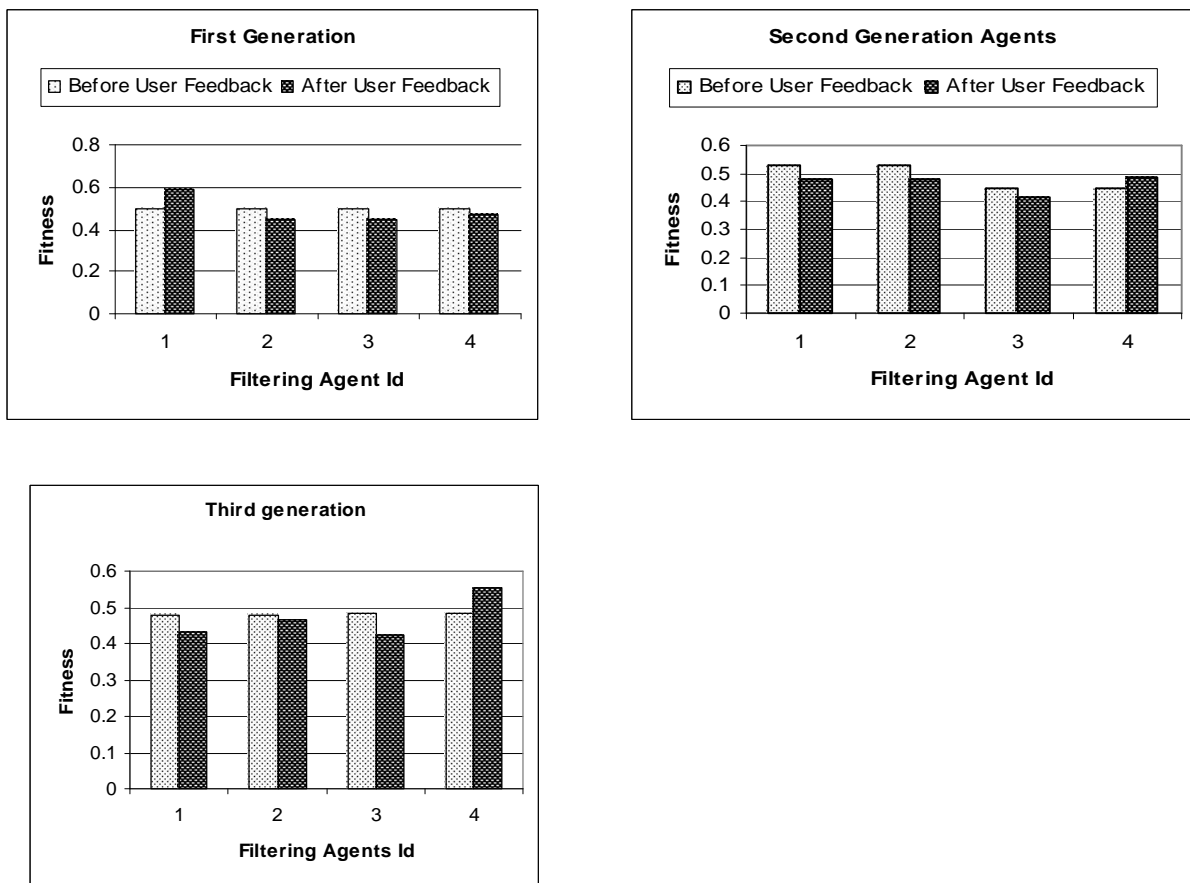 First Generation
Before User Feedback After User Feedback
0.8
0.6
0.4
0.2
0
Fitness
1 2 3 4
Filtering Agent Id
Second Generation Agents
Before User Feedback After User Feedback
0.6
0.5
0.4
0.3
0.2
0.1
0
Fitness
1 2 3 4
Filtering Agent Id
Third generation
0.6
0.5
0.4
0.3
0.2
0.1
0
Fitness
1 2 3 4
Filtering Agents Id